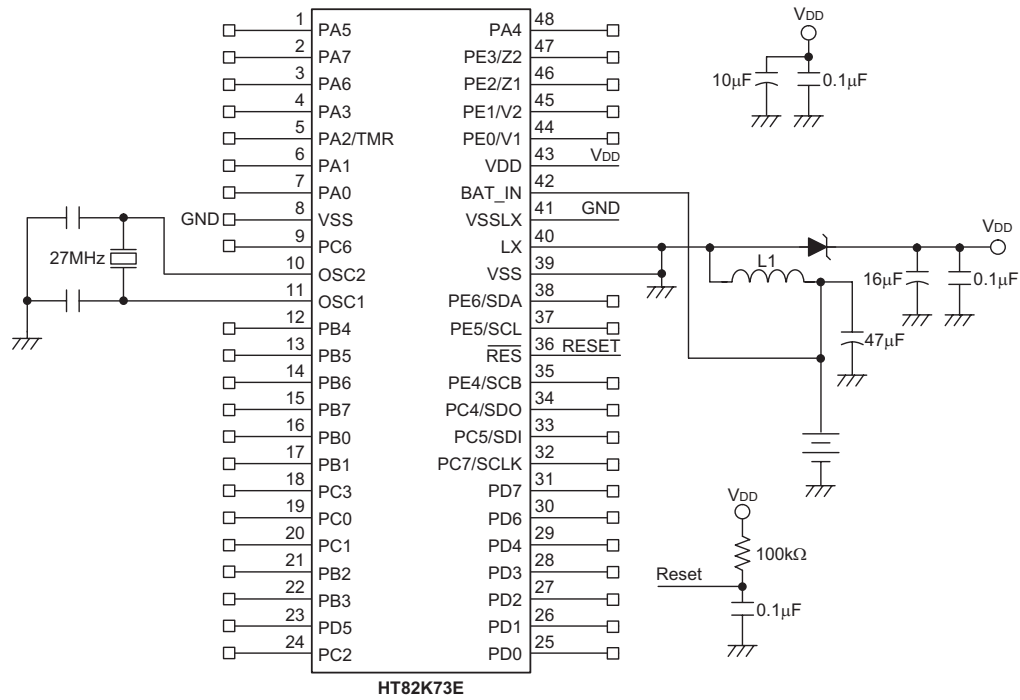 1 PA5
2 PA7
3 PA6
4 PA3
5 PA2/TMR
6 PA1
7 PA0
GND 8 VSS
9 PC6
27MHz
10 OSC2
11 OSC1
12 PB4
13 PB5
14 PB6
15 PB7
16 PB0
17 PB1
18 PC3
19 PC0
20 PC1
21 PB2
22 PB3
23 PD5
24 PC2
PA4 48
PE3/Z2 47
PE2/Z1 46
PE1/V2 45
PE0/V1 44
VDD 43 VDD
BAT_IN 42
VSSLX 41 GND
LX 40
VSS 39
PE6/SDA 38
PE5/SCL 37
RES 36 RESET
PE4/SCB 35
PC4/SDO 34
PC5/SDI 33
PC7/SCLK 32
PD7 31
PD6 30
PD4 29
PD3 28
PD2 27
PD1 26
PD0 25
HT82K73E
VDD
10μF 0.1μF
VDD
L1
16μF 0.1μF
47μF
VDD
100kΩ
Reset
0.1μF